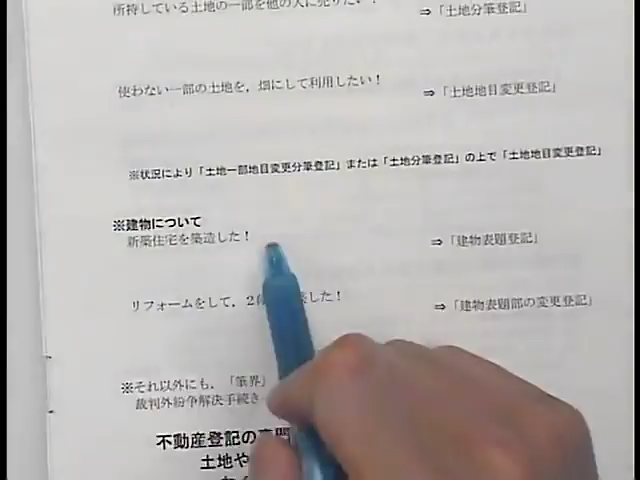 所持している土地の一部を他の人に売りたい! ⇒「土地分筆登記」
使わない一部の土地を，畑にして利用したい! ⇒「土地地目変更登記」
※状況により「土地一部地目変更分筆登記」または「土地分筆登記」の上で「土地地目変更登記」
※建物について
新築住宅を築造した! ⇒「建物表題登記」
リフォームをして，2 した! ⇒「建物表題部の変更登記」
※それ以外にも，「筆界
裁判外紛争解決手続き
不動産登記の専門
土地や